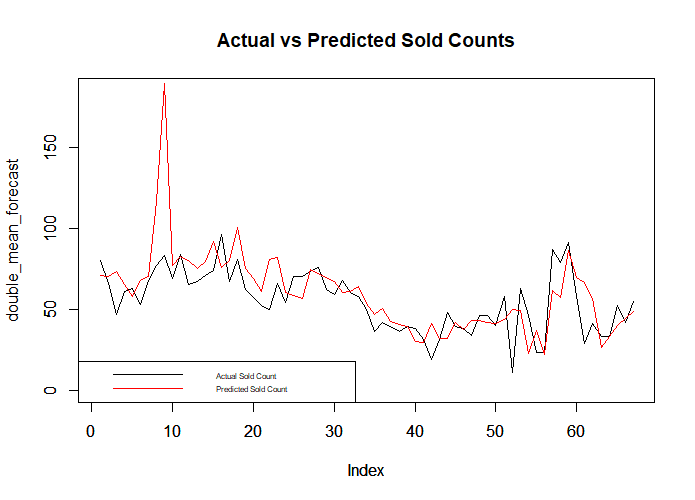 Actual vs Predicted Sold Counts
double_mean_forecast
150
100
50
0
Actual Sold Count
Predicted Sold Count
0 10 20 30 40 50 60
Index